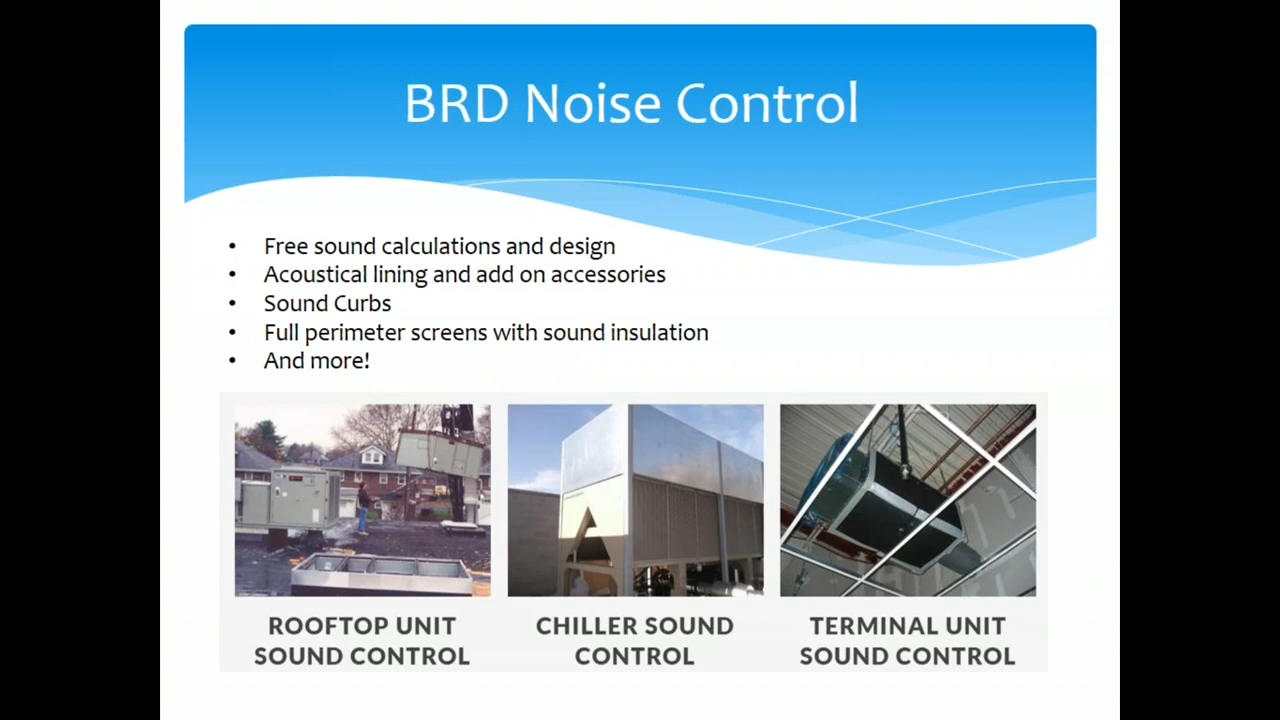 BRD Noise Control
• Free sound calculations and design
• Acoustical lining and add on accessories
• Sound Curbs
• Full perimeter screens with sound insulation
• And more!
ROOFTOP UNIT
SOUND CONTROL
CHILLER SOUND
CONTROL
TERMINAL UNIT
SOUND CONTROL